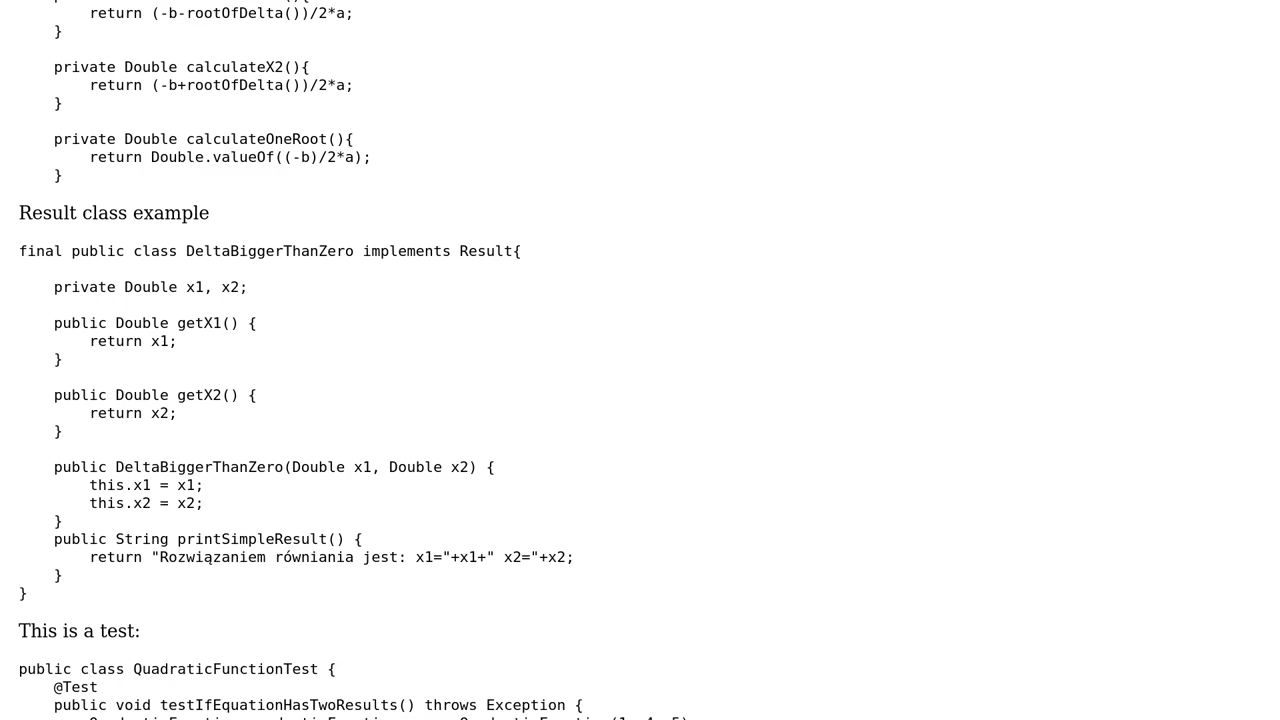 return (-b-rootOfDelta())/2*a;
}
private Double calculateX2(){
return (-b+rootOfDelta())/2*a;
}
private Double calculateOneRoot(){
return Double.valueOf((-b)/2*a);
}
Result class example
final public class DeltaBiggerThanZero implements Result{
private Double x1, x2;
public Double getX1() {
return x1;
}
public Double getX2() {
return x2;
}
public DeltaBiggerThanZero(Double x1, Double x2) {
this.x1 = x1;
this.x2 = x2;
}
public String printSimpleResult() {
return "Rozwiązaniem równiania jest: x1="+x1+" x2="+x2;
}
}
This is a test:
public class QuadraticFunctionTest {
@Test
public void testIfEquationHasTwoResults() throws Exception {